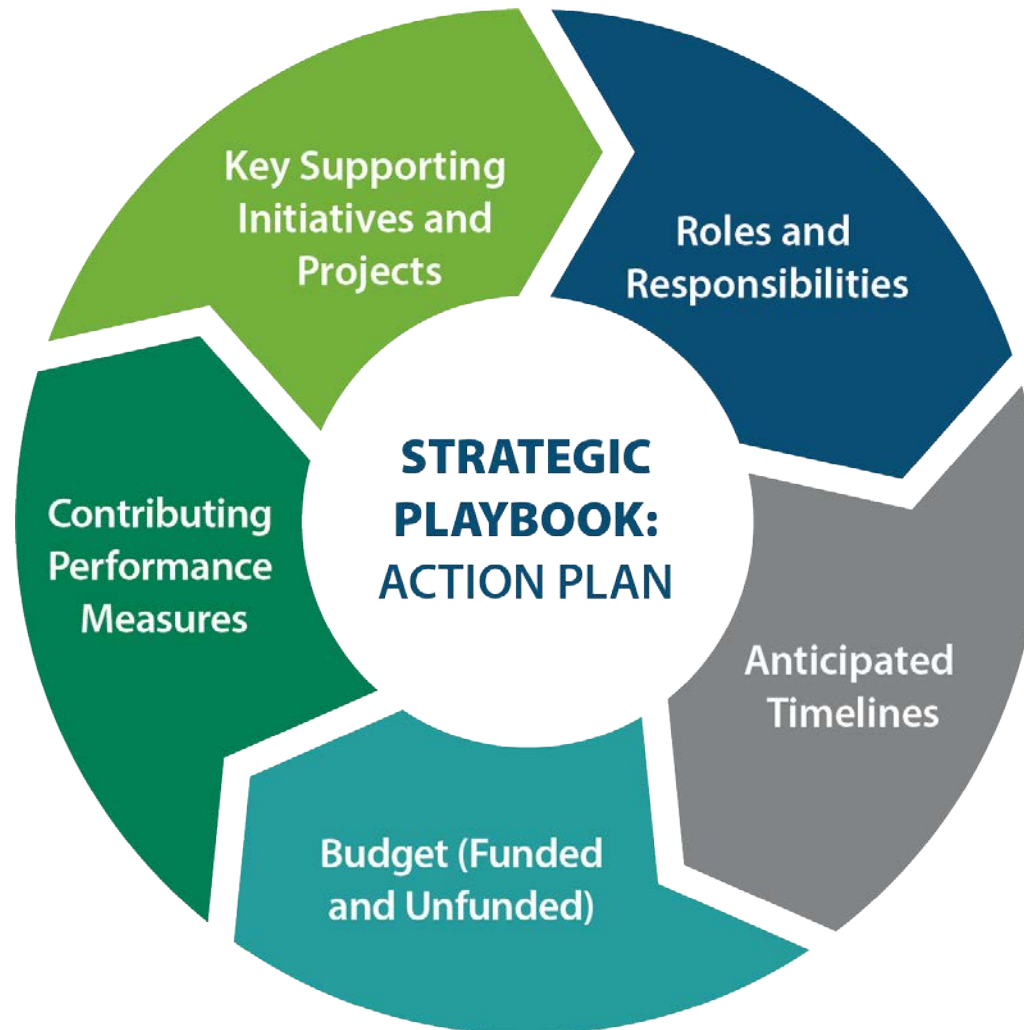 Key Supporting
Initiatives and
Projects
Roles and
Responsibilities
Anticipated
Timelines
Budget (Funded
and Unfunded)
Contributing
Performance
Measures
STRATEGIC
PLAYBOOK:
ACTION PLAN